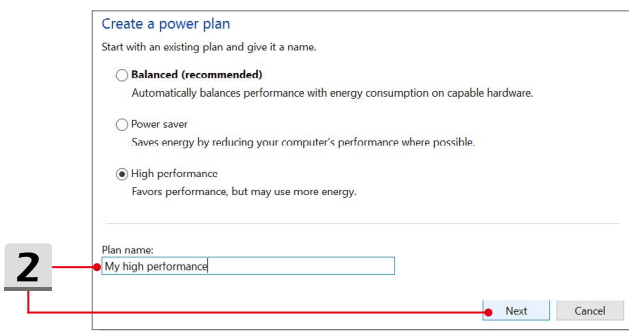 Create a power plan
Start with an existing plan and give it a name.
Balanced (recommended)
Automatically balances performance with energy consumption on capable hardware.
Power saver
Saves energy by reducing your computer's performance where possible.
High performance
Favors performance, but may use more energy.
Plan name:
My high performance
2
Next Cancel